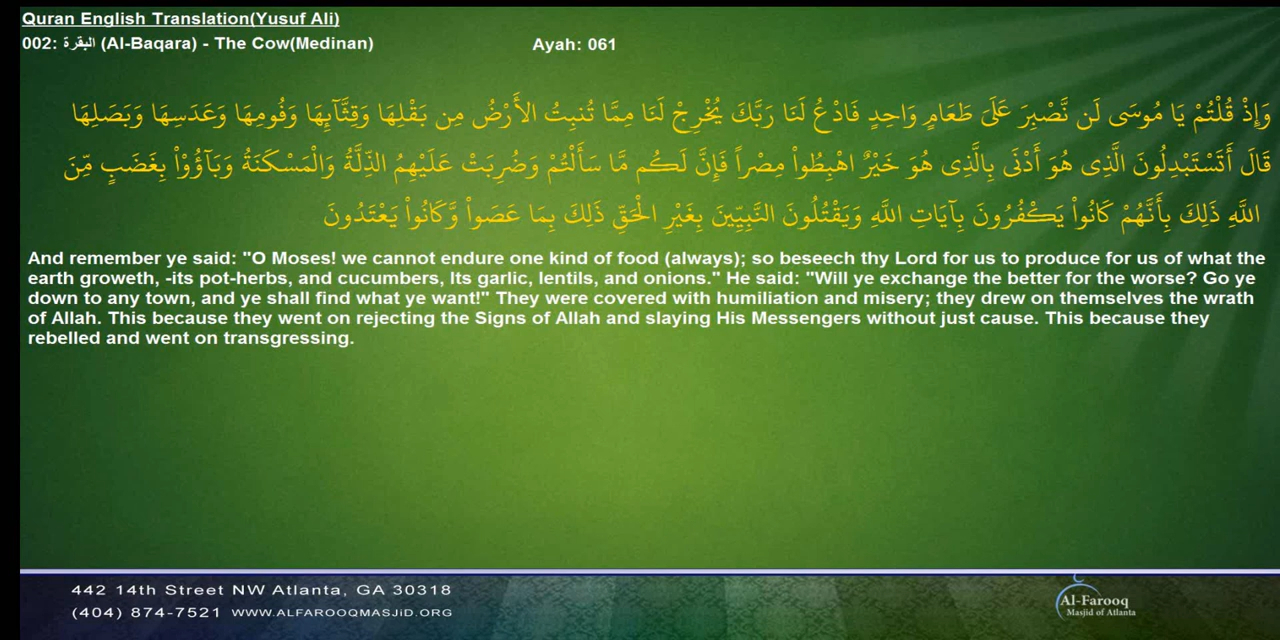 Quran English Translation(Yusuf Ali)
002: البقرة (Al-Baqara) - The Cow(Medinan)
Ayah: 061
وَإِذْ قُلْتُمْ يَا مُوسَى لَن نَّصْبِرَ عَلَىَ طَعَامٍ وَاحِدٍ فَادْعُ لَنَا رَبَّكَ يُخْرِجْ لَنَا مِمَّا تُنبِتُ الأَرْضُ مِن بَقْلِهَا وَقِثَّآئِهَا وَفُومِهَا وَعَدَسِهَا وَبَصَلِهَا
قَالَ أَتَسْتَبْدِلُونَ الَّذِى هُوَ أَدْنَى بِالَّذِى هُوَ خَيْرٌ اهْبِطُواْ مِصْراً فَإِنَّ لَكُم مَّا سَأَلْتُمْ وَضُرِبَتْ عَلَيْهِمُ الذِّلَّةُ وَالْمَسْكَنَةُ وَبَآؤُوْاْ بِغَضَبٍ مِّنَ
اللَّهِ ذَلِكَ بِأَنَّهُمْ كَانُواْ يَكْفُرُونَ بِآيَاتِ اللَّهِ وَيَقْتُلُونَ النَّبِيِّينَ بِغَيْرِ الْحَقِّ ذَلِكَ بِمَا عَصَواْ وَّكَانُواْ يَعْتَدُونَ
And remember ye said: "O Moses! we cannot endure one kind of food (always); so beseech thy Lord for us to produce for us of what the
earth groweth, -its pot-herbs, and cucumbers, Its garlic, lentils, and onions." He said: "Will ye exchange the better for the worse? Go ye
down to any town, and ye shall find what ye want!" They were covered with humiliation and misery; they drew on themselves the wrath
of Allah. This because they went on rejecting the Signs of Allah and slaying His Messengers without just cause. This because they
rebelled and went on transgressing.
442 14th Street NW Atlanta, GA 30318
(404) 874-7521 WWW.ALFAROOQMASJiD.ORG
Al-Farooq
Masjid of Atlanta